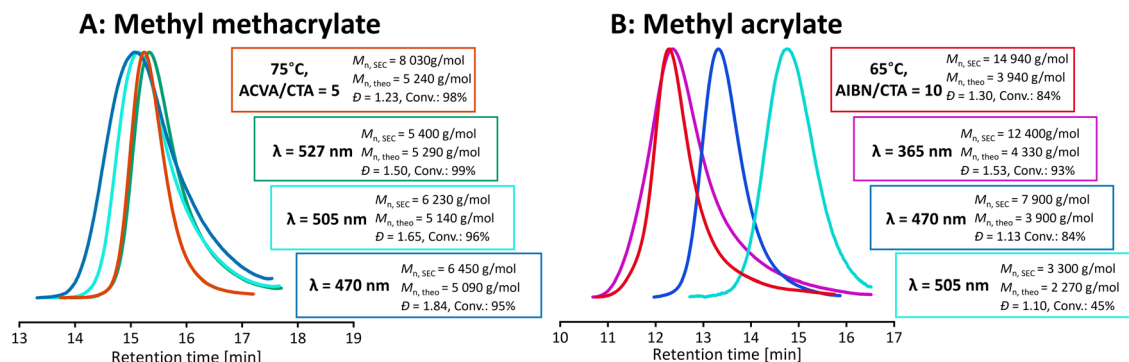 A: Methyl methacrylate
75°C,
ACVA/CTA = 5
Mn, SEC = 8 030g/mol
Mn, theo = 5 240 g/mol
Đ = 1.23, Conv.: 98%
λ = 527 nm
Mn, SEC = 5 400 g/mol
Mn, theo = 5 290 g/mol
Đ = 1.50, Conv.: 99%
λ = 505 nm
Mn, SEC = 6 230 g/mol
Mn, theo = 5 140 g/mol
Đ = 1.65, Conv.: 96%
λ = 470 nm
Mn, SEC = 6 450 g/mol
Mn, theo = 5 090 g/mol
Đ = 1.84, Conv.: 95%
13 14 15 16 17 18 19
Retention time [min]
B: Methyl acrylate
65°C,
AIBN/CTA = 10
Mn, SEC = 14 940 g/mol
Mn, theo = 3 940 g/mol
Đ = 1.30, Conv.: 84%
λ = 365 nm
Mn, SEC = 12 400g/mol
Mn, theo = 4 330 g/mol
Đ = 1.53, Conv.: 93%
λ = 470 nm
Mn, SEC = 7 900 g/mol
Mn, theo = 3 900 g/mol
Đ = 1.13 Conv.: 84%
λ = 505 nm
Mn, SEC = 3 300 g/mol
Mn, theo = 2 270 g/mol
Đ = 1.10, Conv.: 45%
10 11 12 13 14 15 16 17
Retention time [min]